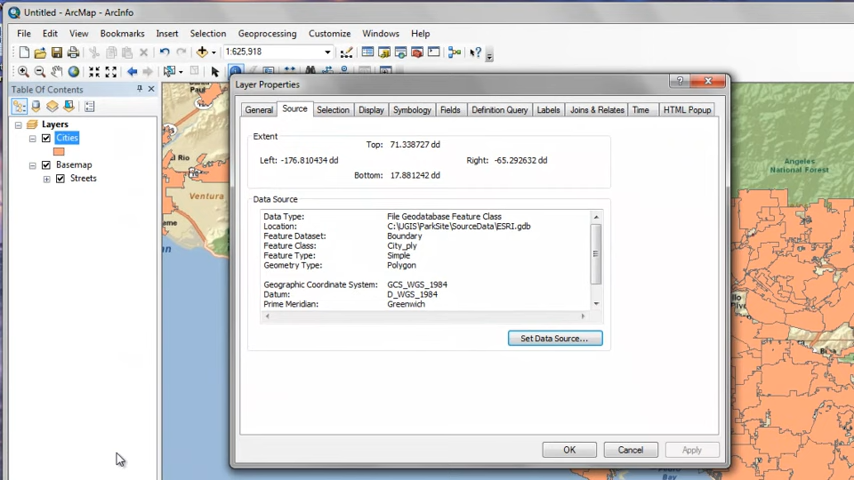 Untitled - ArcMap - ArcInfo
File Edit View Bookmarks Insert Selection Geoprocessing Customize Windows Help
1:625,918
Table Of Contents
Layers
Cities
Basemap
Streets
Layer Properties
General Source Selection Display Symbology Fields Definition Query Labels Joins & Relates Time HTML Popup
Extent
Top: 71.338727 dd
Left: -176.810434 dd Right: -65.292632 dd
Bottom: 17.881242 dd
Data Source
Data Type: File Geodatabase Feature Class
Location: C:\UGIS\ParkSite\SourceData\ESRI.gdb
Feature Dataset: Boundary
Feature Class: City_ply
Feature Type: Simple
Geometry Type: Polygon
Geographic Coordinate System: GCS_WGS_1984
Datum: D_WGS_1984
Prime Meridian: Greenwich
Set Data Source...
OK Cancel Apply
Paul
Rio
Ventura
Angeles
National Forest